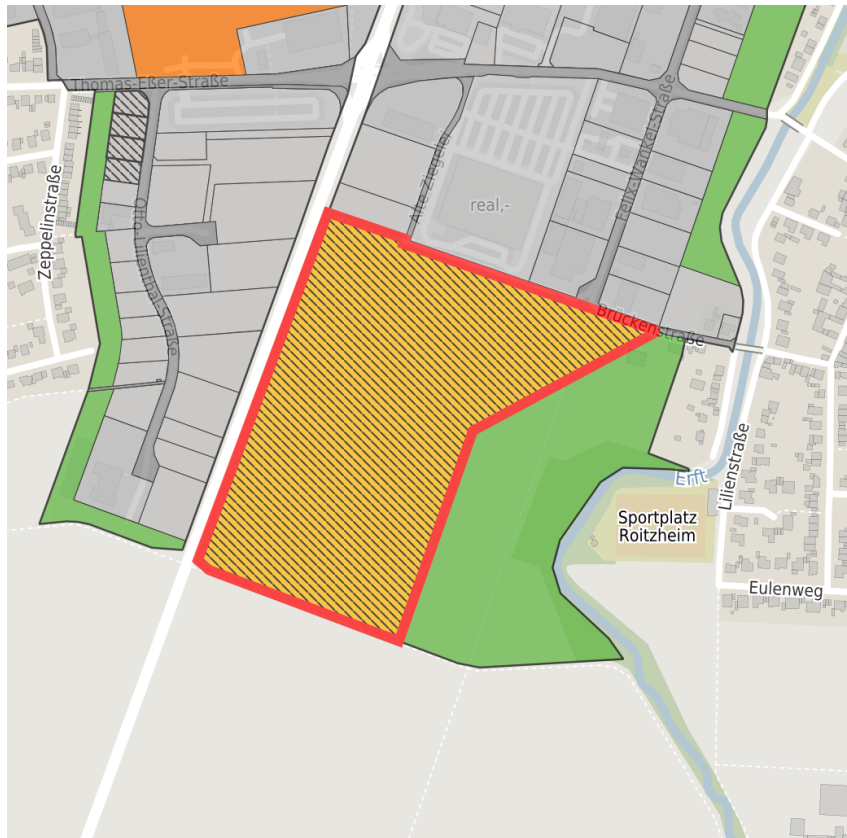 Thomas-Eßer-Straße
Zeppelinstraße
Otto-Lilienthal-Straße
Alte-Ziegelei
Felix-Wankel-Straße
real,-
Brückenstraße
Erft
Lilienstraße
Sportplatz
Roitzheim
Eulenweg